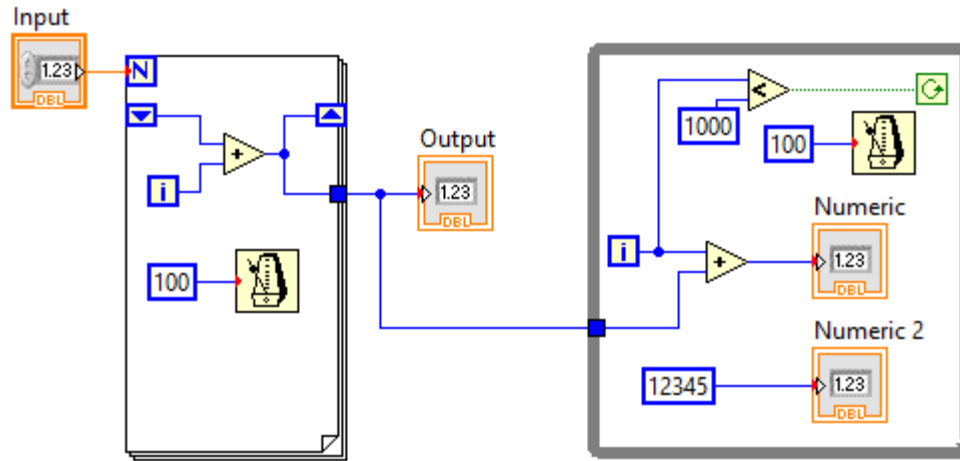 Input
1.23
DBL
N
+
i
100
Output
1.23
DBL
<
1000
100
i
+
Numeric
1.23
DBL
Numeric 2
12345
1.23
DBL